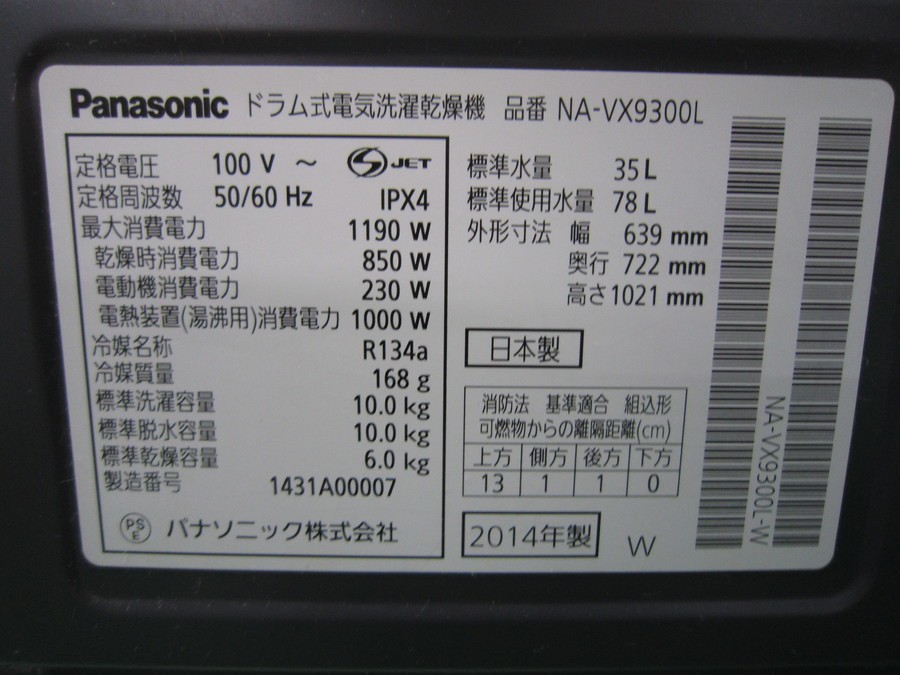 Panasonic ドラム式電気洗濯乾燥機 品番 NA-VX9300L
定格電圧 100 V ～ S JET
定格周波数 50/60 Hz IPX4
最大消費電力 1190 W
乾燥時消費電力 850 W
電動機消費電力 230 W
電熱装置(湯沸用)消費電力 1000 W
冷媒名称 R134a
冷媒質量 168 g
標準洗濯容量 10.0 kg
標準脱水容量 10.0 kg
標準乾燥容量 6.0 kg
製造番号 1431A00007
PS E パナソニック株式会社
標準水量 35 L
標準使用水量 78 L
外形寸法 幅 639 mm
奥行 722 mm
高さ 1021 mm
日本製
消防法 基準適合 組込形
可燃物からの離隔距離(cm)
上方 側方 後方 下方
13 1 1 0
2014年製 W
NA-VX9300L-W